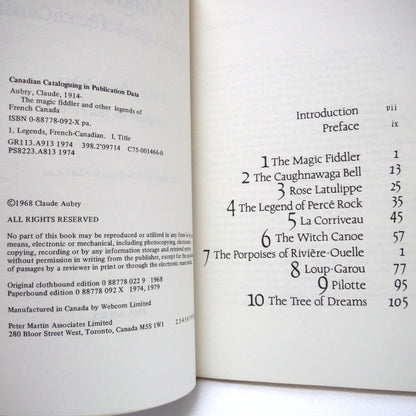 Canadian Cataloguing in Publication Data
Aubry, Claude, 1914-
The magic fiddler and other legends of
French Canada
ISBN 0-88778-092-X pa.
1. Legends, French-Canadian. I. Title
GR113.A913 1974 398.2'09714 C75-001466-0
PS8223.A813 1974
©1968 Claude Aubry
ALL RIGHTS RESERVED
No part of this book may be reproduced or utilized in any form
means, electronic or mechanical, including photocopying, electronic
copying, recording or by any information storage and retrieval
without permission in writing from the publisher, except for
of passages by a reviewer in print or through the electronic
Original clothbound edition 0 88778 022 9 1968
Paperbound edition 0 88778 092 X 1974, 1979
Manufactured in Canada by Webcom Limited
Peter Martin Associates Limited
280 Bloor Street West, Toronto, Canada M5S 1W1
Introduction vii
Preface ix
1 The Magic Fiddler 1
2 The Caughnawaga Bell 13
3 Rose Latulippe 23
4 The Legend of Percé Rock 35
5 La Corriveau 45
6 The Witch Canoe 57
7 The Porpoises of Rivière-Ouelle 1
8 Loup-Garou 77
9 Pilotte 95
10 The Tree of Dreams 105